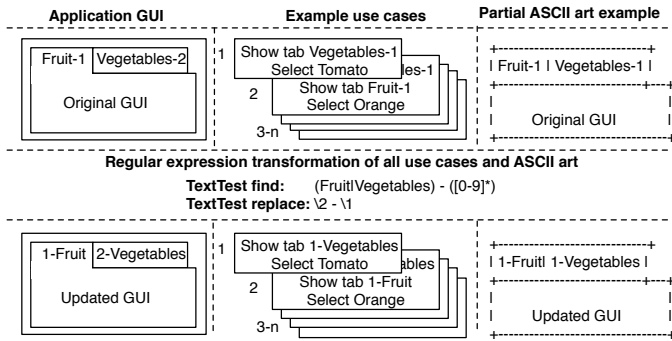 Application GUI
Example use cases
Partial ASCII art example
Fruit-1 Vegetables-2
Original GUI
1 Show tab Vegetables-1
Select Tomato
les-1
2 Show tab Fruit-1
Select Orange
3-n
+----------------------+
| Fruit-1 | Vegetables-1 |
+----------------------+---+
| |
| Original GUI |
+----------------------+---+
Regular expression transformation of all use cases and ASCII art
TextTest find: (Fruit|Vegetables) - ([0-9]*)
TextTest replace: \2 - \1
1-Fruit 2-Vegetables
Updated GUI
1 Show tab 1-Vegetables
Select Tomato
ables
2 Show tab 1-Fruit
Select Orange
3-n
+----------------------+
| 1-Fruit| 1-Vegetables |
+----------------------+---+
| |
| Updated GUI |
+----------------------+---+